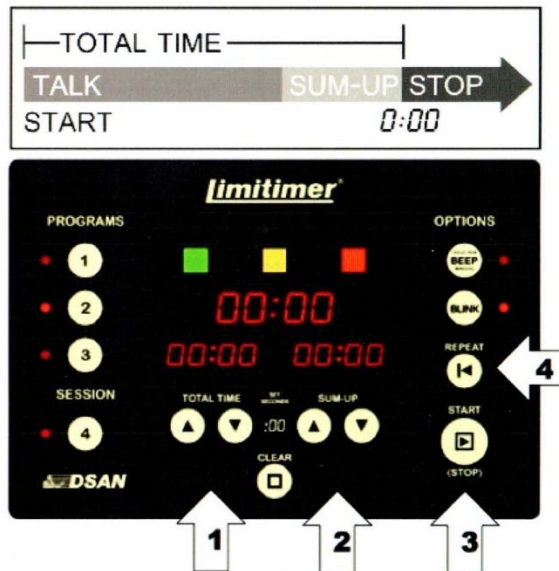 TOTAL TIME
TALK SUM-UP STOP
START 0:00
Limitimer®
PROGRAMS
OPTIONS
1
BEEP
2
00:00
BLINK
3
00:00 00:00
REPEAT
4
SESSION
TOTAL TIME
SET
SECONDS
SUM-UP
START
4
:00
CLEAR
(STOP)
DSAN
1
2
3